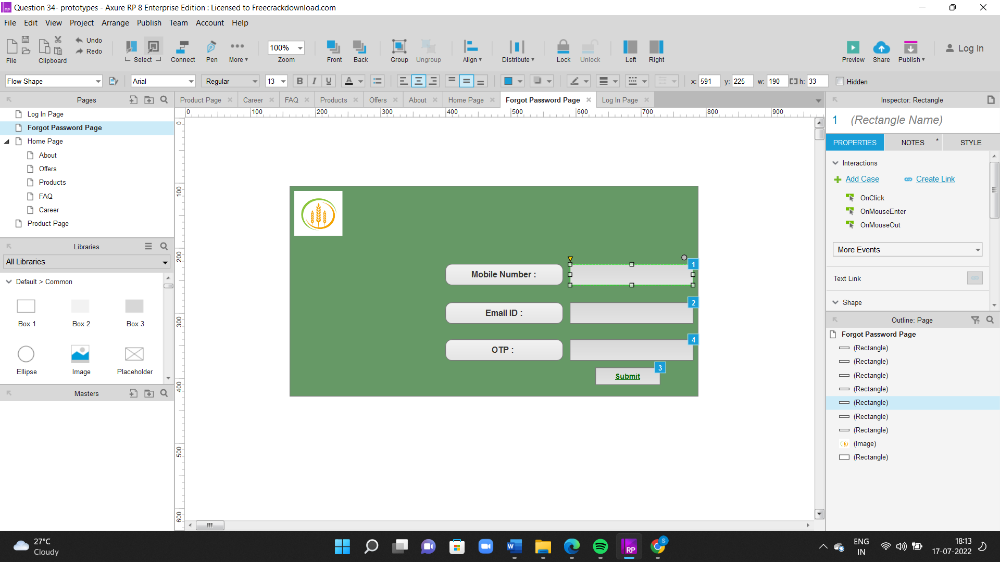 Question 34- prototypes - Axure RP 8 Enterprise Edition : Licensed to Freecrackdownload.com
File Edit View Project Arrange Publish Team Account Help
Undo
Redo
File Clipboard Select Connect Pen More 100% Zoom Front Back Group Ungroup Align Distribute Lock Unlock Left Right Preview Share Publish Log In
Flow Shape Arial Regular 13 B I U A x: 591 y: 225 w: 190 h: 33 Hidden
Pages
Log In Page
Forgot Password Page
Home Page
About
Offers
Products
FAQ
Career
Product Page
Libraries
All Libraries
Default > Common
Box 1 Box 2 Box 3
Ellipse Image Placeholder
Masters
Product Page Career FAQ Products Offers About Home Page Forgot Password Page Log In Page
0 100 200 300 400 500 600 700 800 900
0
100
200
300
400
500
600
Mobile Number :
1
Email ID :
2
OTP :
4
Submit
3
Inspector: Rectangle
1 (Rectangle Name)
PROPERTIES NOTES * STYLE
Interactions
Add Case Create Link
OnClick
OnMouseEnter
OnMouseOut
More Events
Text Link
Shape
Outline: Page
Forgot Password Page
(Rectangle)
(Rectangle)
(Rectangle)
(Rectangle)
(Rectangle)
(Rectangle)
(Rectangle)
(Image)
(Rectangle)
27°C
Cloudy
W
RP
S
ENG
IN
18:13
17-07-2022